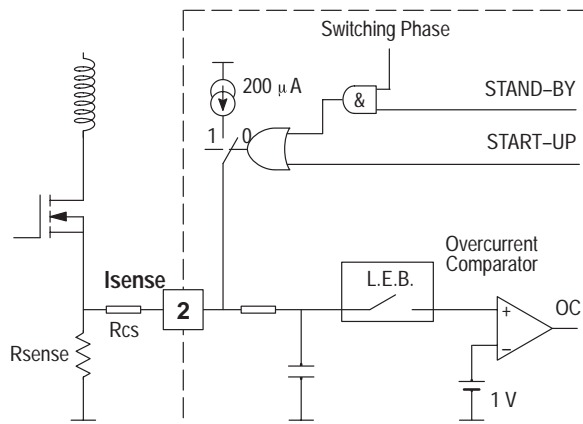 Switching Phase
200 μA
&
STAND–BY
1 0
START–UP
Isense
2
Rcs
Rsense
L.E.B.
Overcurrent
Comparator
+
–
OC
1 V